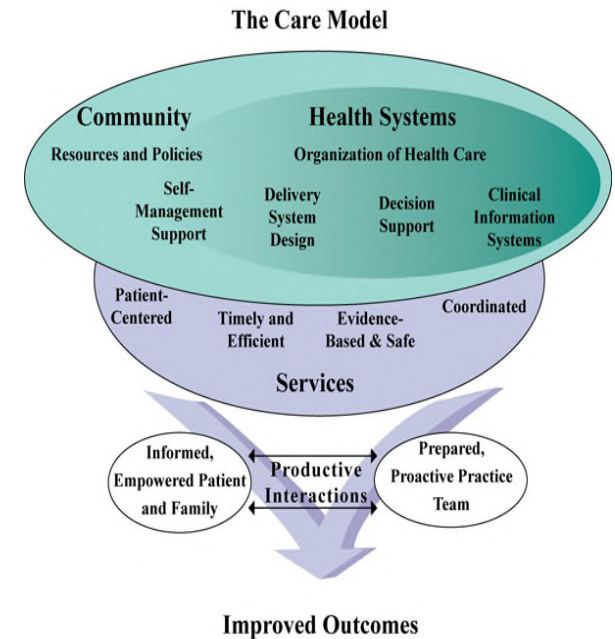 The Care Model
Community
Health Systems
Resources and Policies
Organization of Health Care
Self-
Management
Support
Delivery
System
Design
Decision
Support
Clinical
Information
Systems
Patient-
Centered
Timely and
Efficient
Evidence-
Based & Safe
Coordinated
Services
Informed,
Empowered Patient
and Family
Productive
Interactions
Prepared,
Proactive Practice
Team
Improved Outcomes